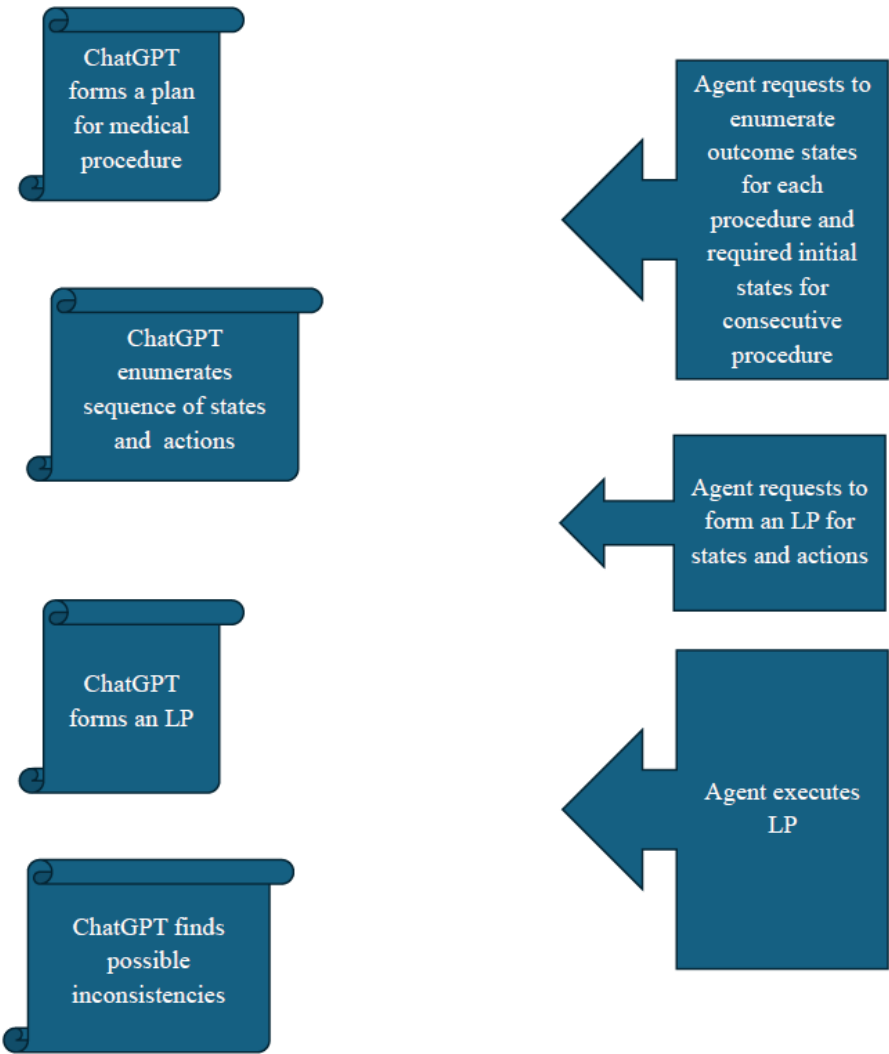 ChatGPT
forms a plan
for medical
procedure
Agent requests to
enumerate
outcome states
for each
procedure and
required initial
states for
consecutive
procedure
ChatGPT
enumerates
sequence of states
and actions
Agent requests to
form an LP for
states and actions
ChatGPT
forms an LP
Agent executes
LP
ChatGPT finds
possible
inconsistencies